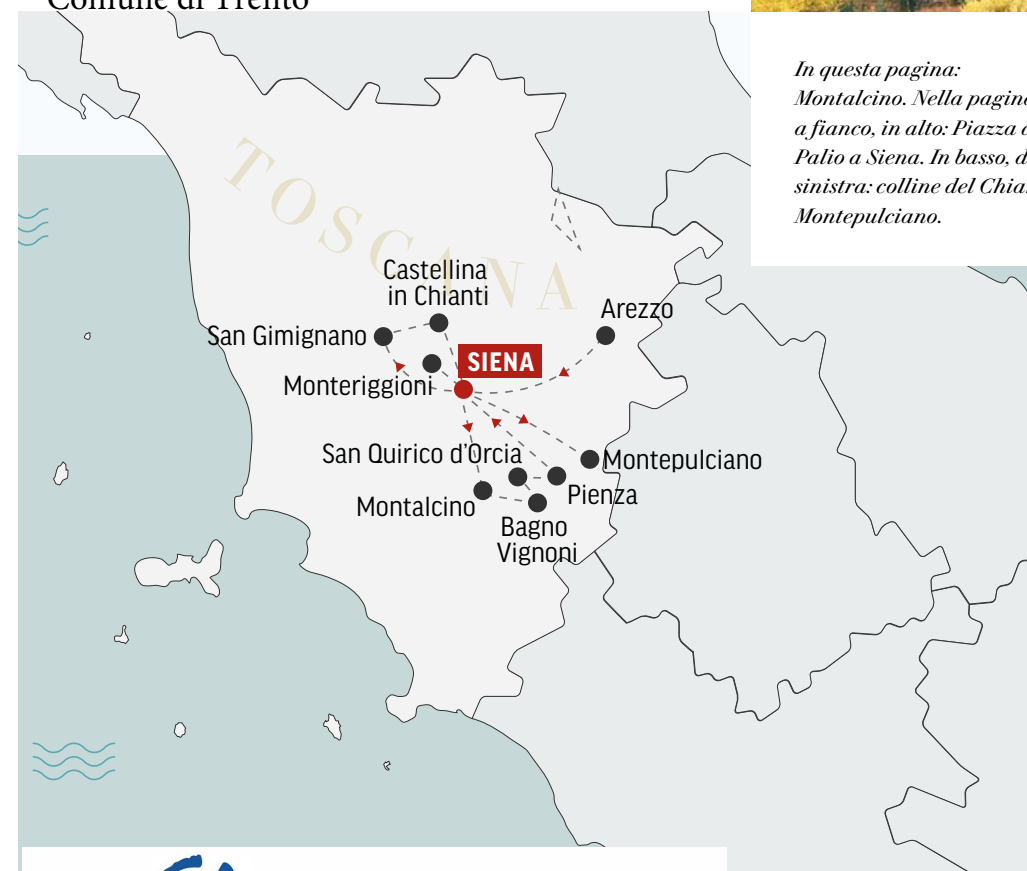 Comune di Trento
In questa pagina:
Montalcino. Nella pagina
a fianco, in alto: Piazza d
Palio a Siena. In basso, d
sinistra: colline del Chia
Montepulciano.
TOSCANA
Castellina
in Chianti
Arezzo
San Gimignano
SIENA
Monteriggioni
San Quirico d'Orcia
Montepulciano
Pienza
Montalcino
Bagno
Vignoni